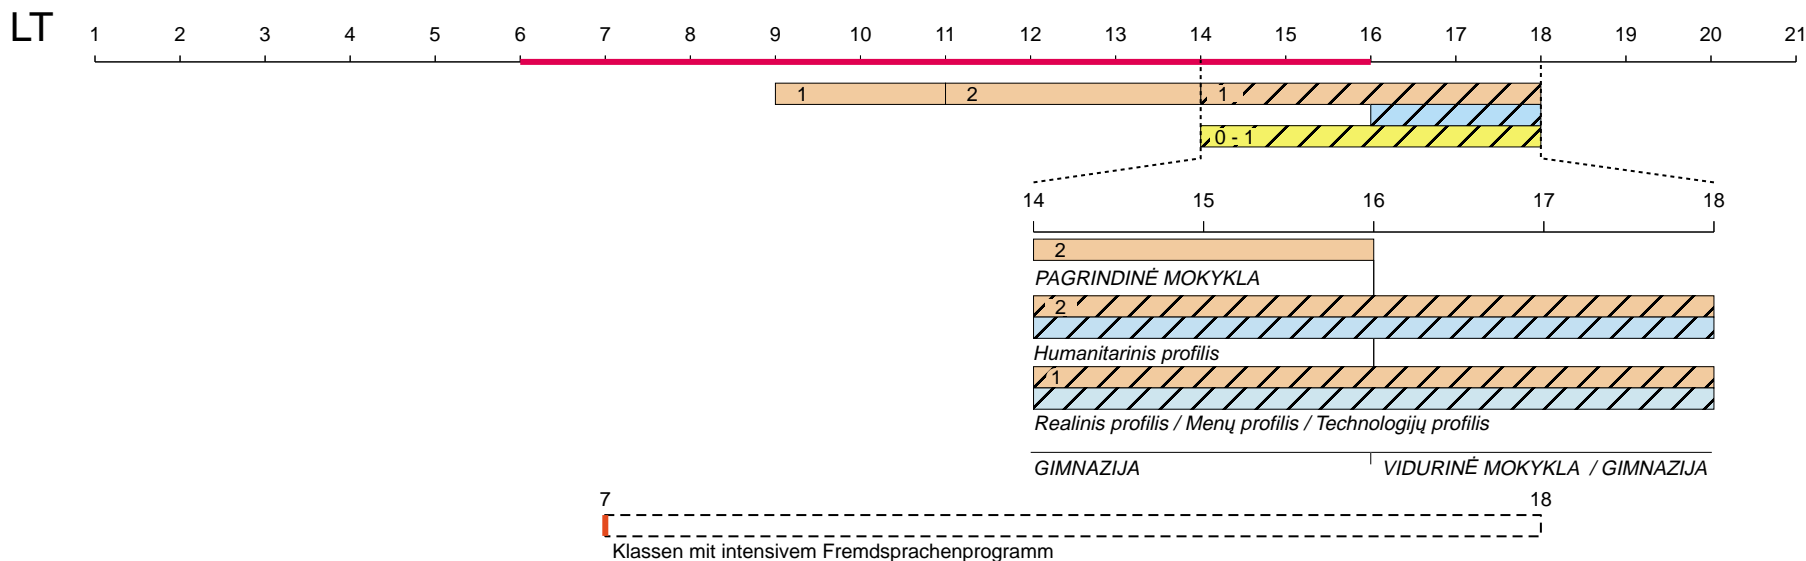 LT 1 2 3 4 5 6 7 8 9 10 11 12 13 14 15 16 17 18 19 20 21
1 2 1
0 - 1
14 15 16 17 18
2
PAGRINDINĖ MOKYKLA
2
Humanitarinis profilis
1
Realinis profilis / Menų profilis / Technologijų profilis
GIMNAZIJA VIDURINĖ MOKYKLA / GIMNAZIJA
7 18
Klassen mit intensivem Fremdsprachenprogramm